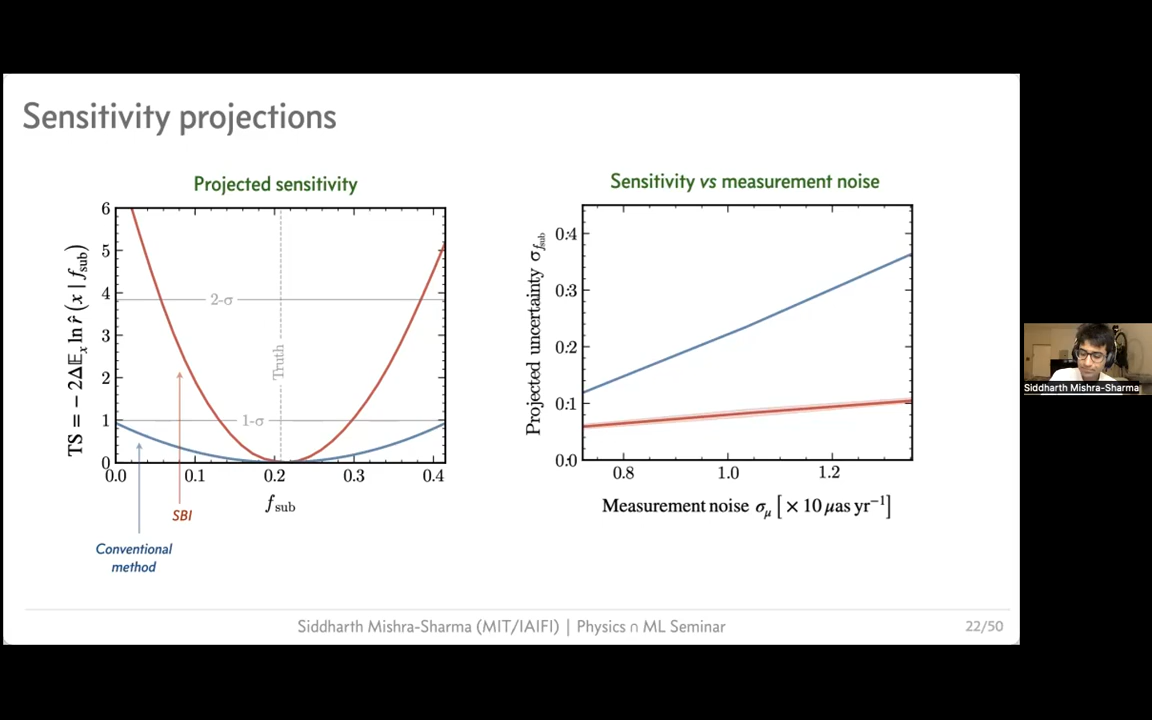 Sensitivity projections
Projected sensitivity
6
5
4
3
2
1
0
TS = − 2Δ𝔼ₓ ln r̂ (x | f_sub)
2-σ
1-σ
Truth
0.0 0.1 0.2 0.3 0.4
f_sub
SBI
Conventional
method
Sensitivity vs measurement noise
0.4
0.3
0.2
0.1
0.0
Projected uncertainty σ_f_sub
0.8 1.0 1.2
Measurement noise σ_μ [ × 10 μas yr⁻¹]
Siddharth Mishra-Sharma
Siddharth Mishra-Sharma (MIT/IAIFI) | Physics ∩ ML Seminar
22/50